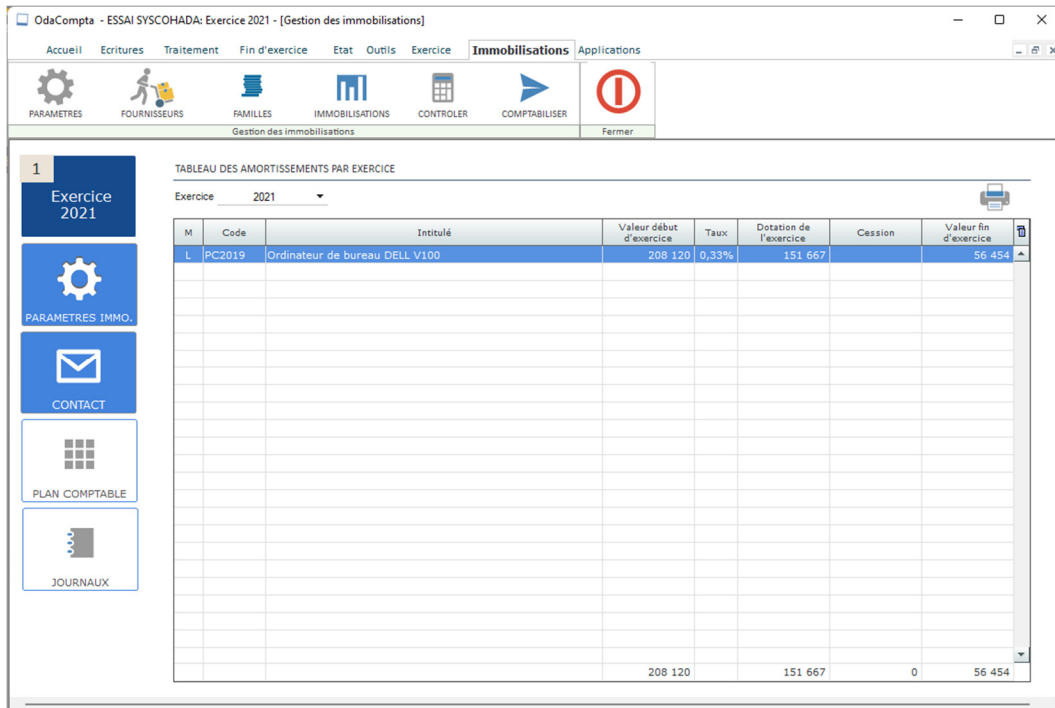 OdaCompta - ESSAI SYSCOHADA: Exercice 2021 - [Gestion des immobilisations]
Accueil Ecritures Traitement Fin d'exercice Etat Outils Exercice Immobilisations Applications
PARAMETRES FOURNISSEURS FAMILLES IMMOBILISATIONS CONTROLER COMPTABILISER
Gestion des immobilisations Fermer
1
Exercice
2021
PARAMETRES IMMO.
CONTACT
PLAN COMPTABLE
JOURNAUX
TABLEAU DES AMORTISSEMENTS PAR EXERCICE
Exercice 2021
M Code Intitulé Valeur début d'exercice Taux Dotation de l'exercice Cession Valeur fin d'exercice
L PC2019 Ordinateur de bureau DELL V100 208 120 0,33% 151 667 56 454
208 120 151 667 0 56 454